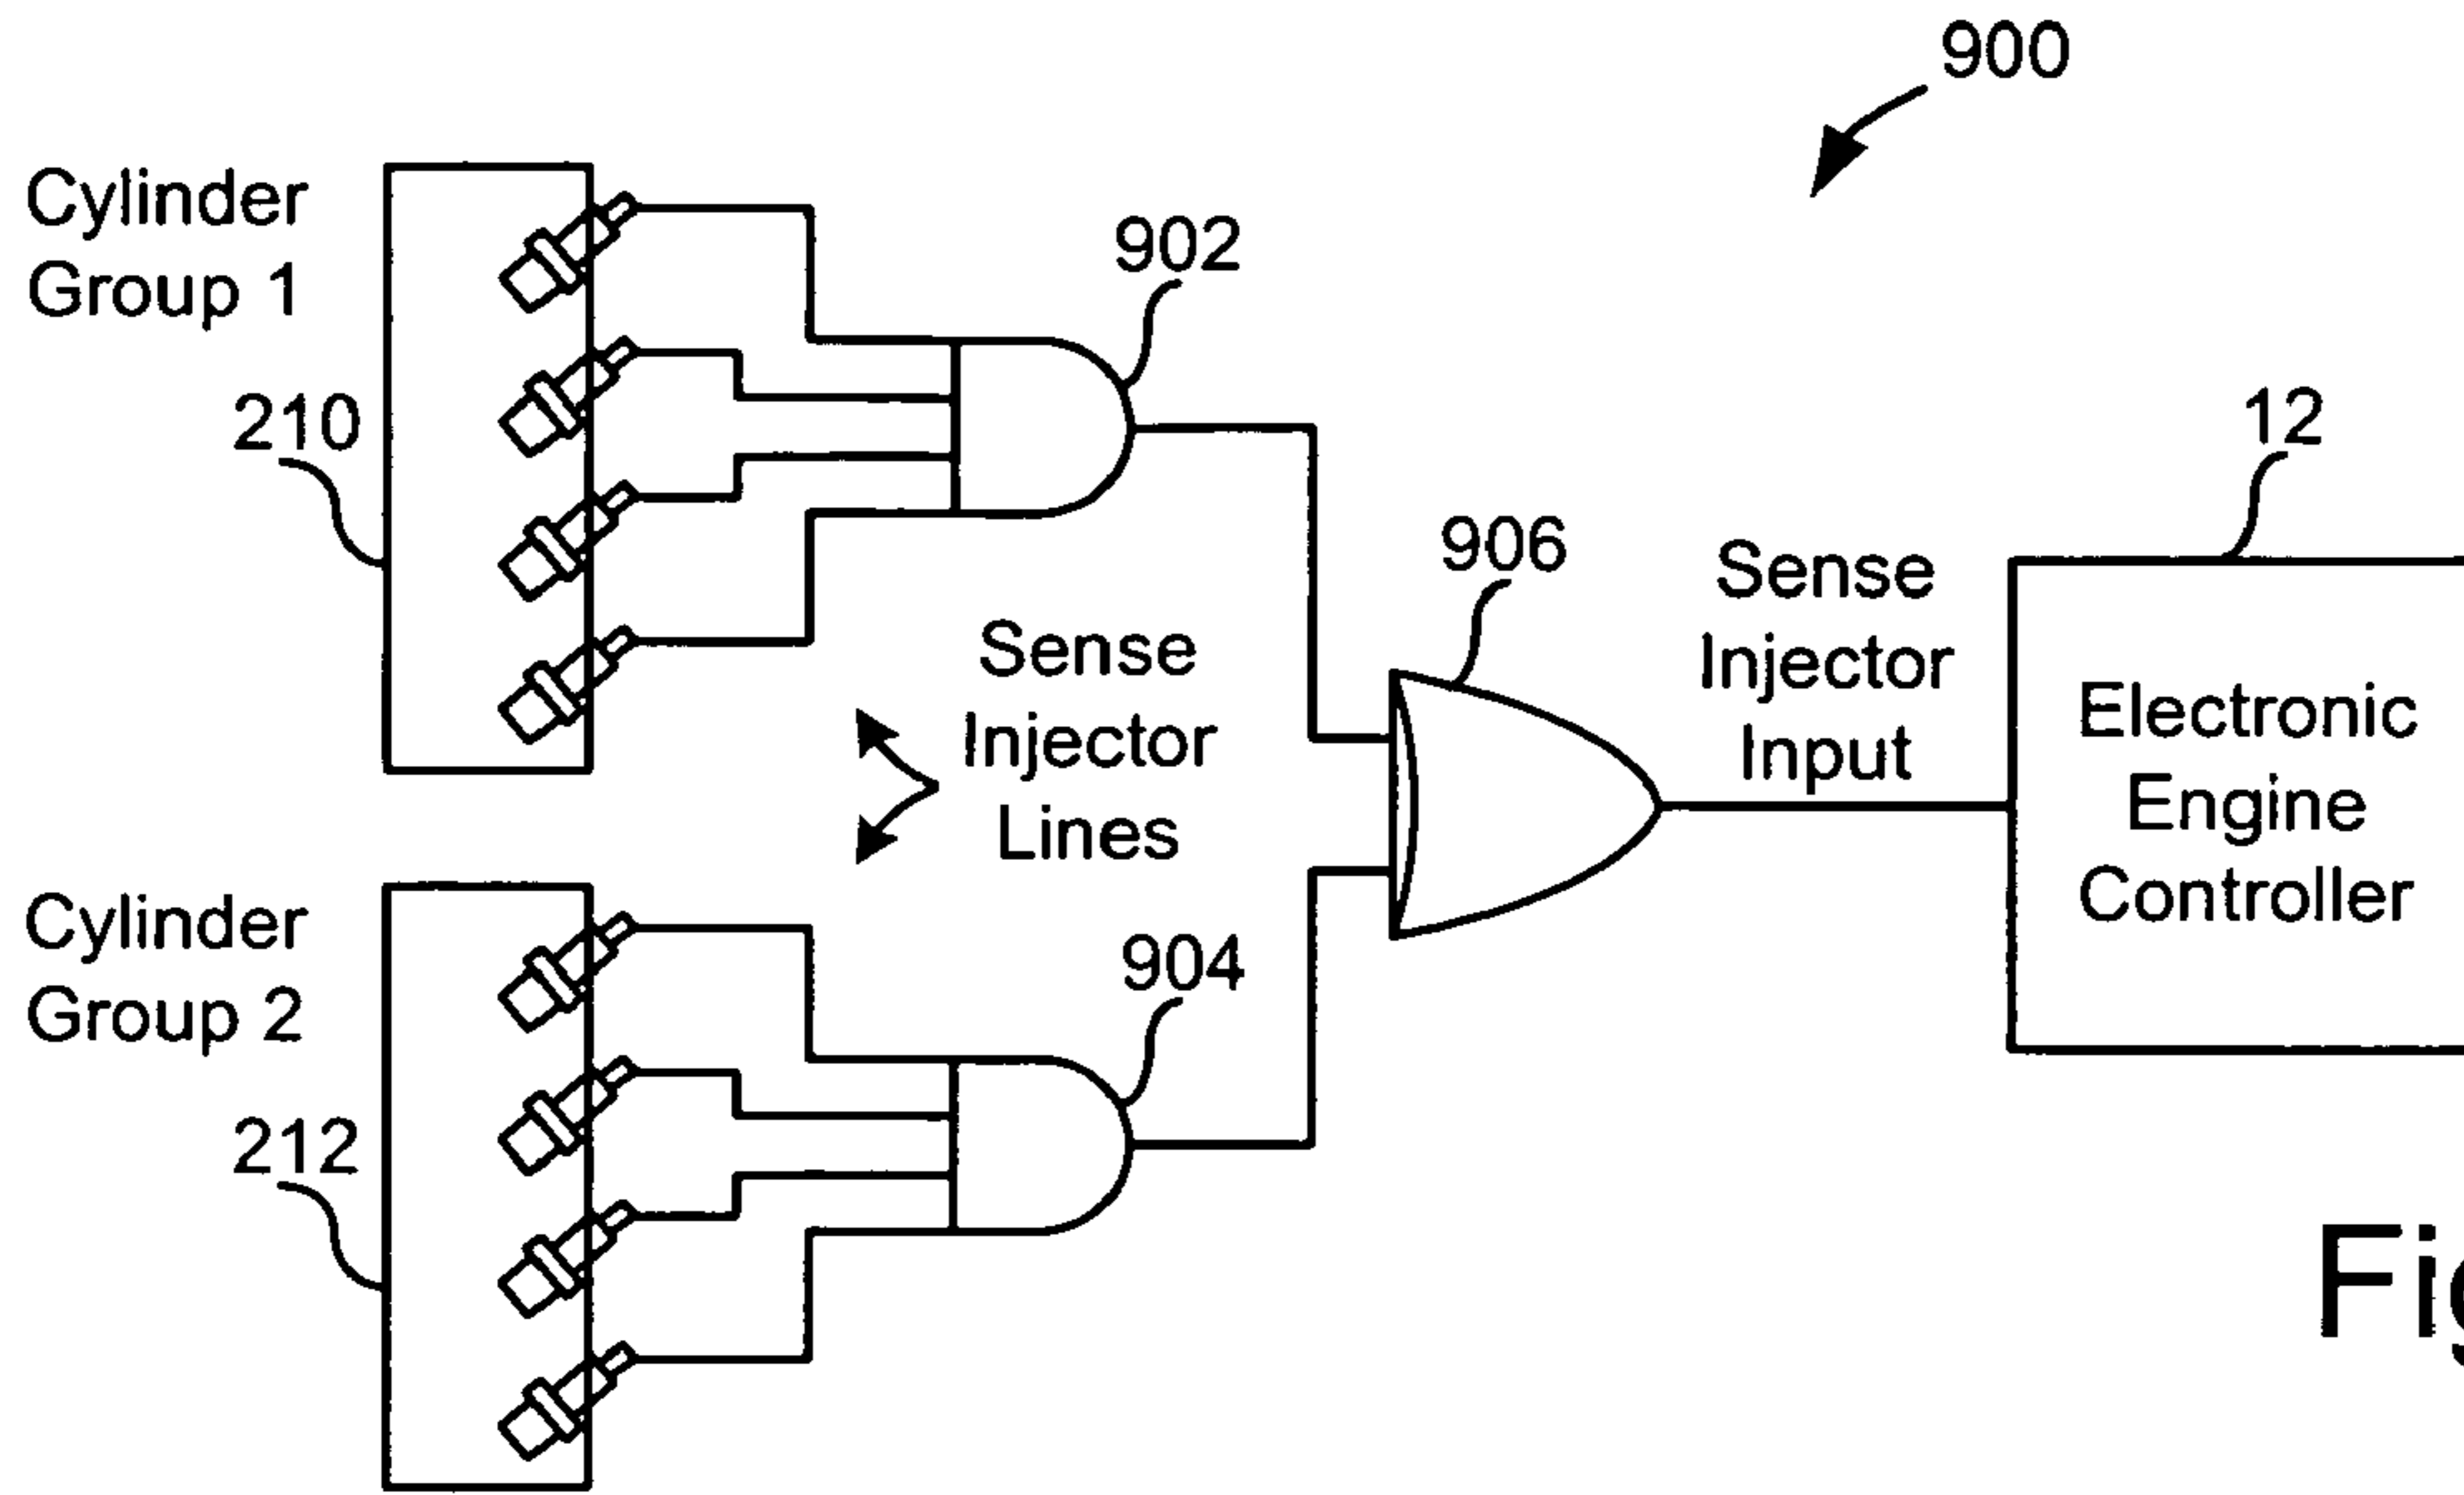 900
Cylinder
Group 1
902
210
12
906
Sense
Injector
Input
Sense
Injector
Lines
Electronic
Engine
Controller
Cylinder
Group 2
904
212